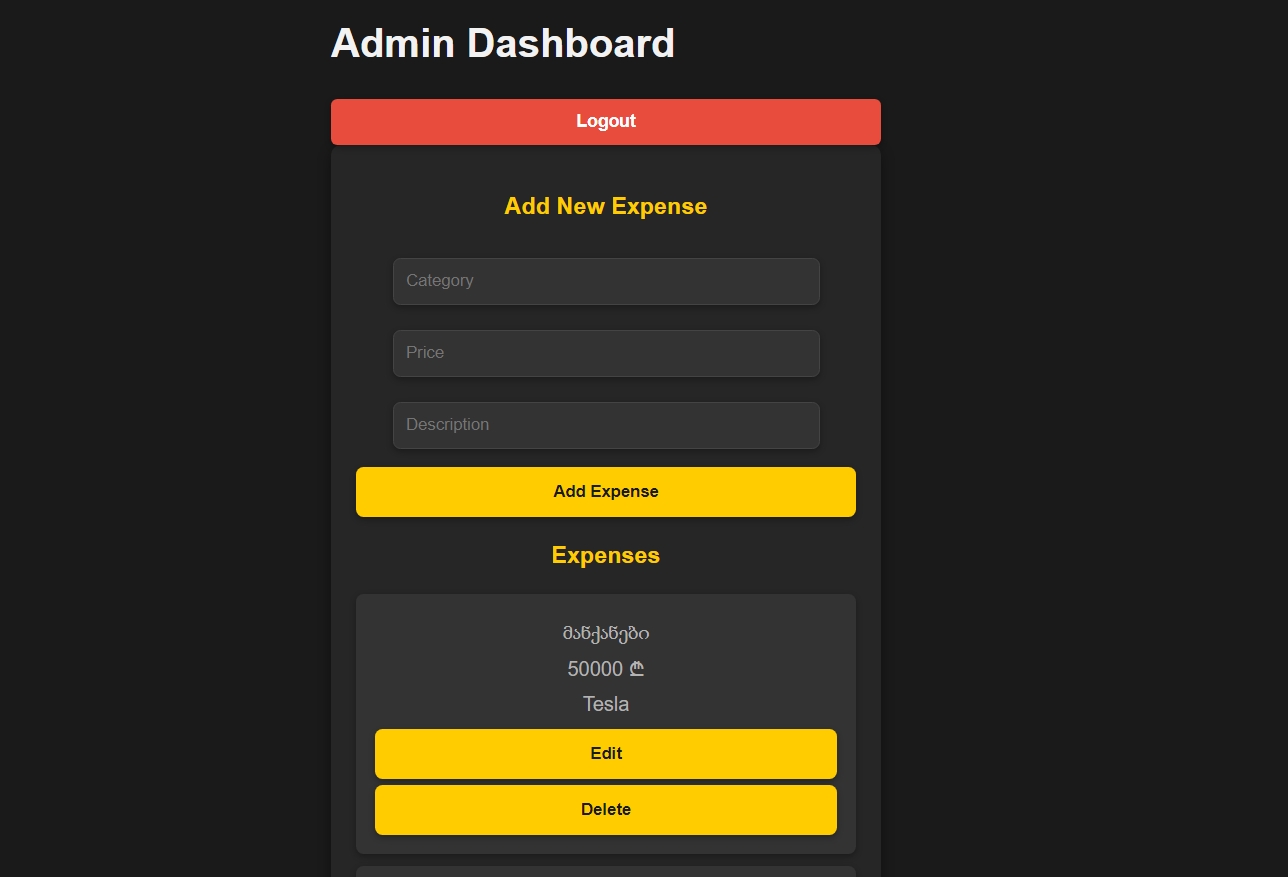 Admin Dashboard
Logout
Add New Expense
Category
Price
Description
Add Expense
Expenses
მანქანები
50000 ₾
Tesla
Edit
Delete